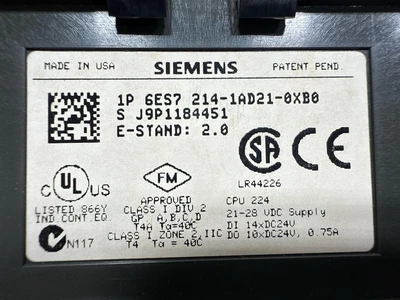 MADE IN USA SIEMENS PATENT PEND.
1P 6ES7 214-1AD21-0XB0
S J9P1184451
E-STAND: 2.0
SA
CE
C UL US
FM
LR44226
LISTED 866Y
IND.CONT.EQ.
APPROVED
CLASS I DIV 2
GP. A,B,C,D
T4A Ta=40C
CLASS I ZONE 2,IIC
T4 Ta = 40C
N117
CPU 224
21-28 VDC Supply
DI 14xDC24V
DO 10xDC24V, 0.75A